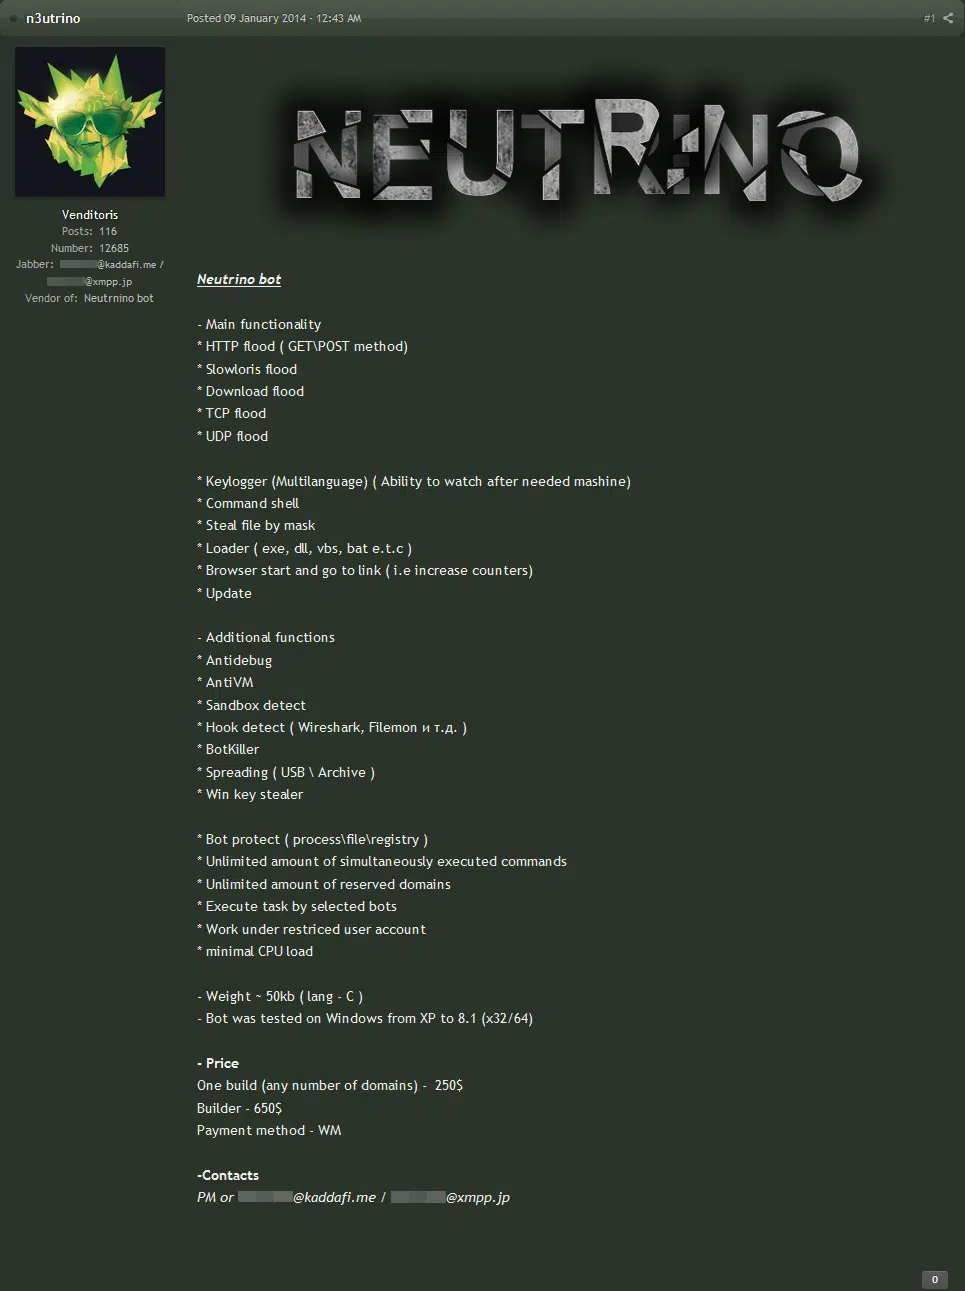 n3utrino
Posted 09 January 2014 - 12:43 AM
#1
NEUTRINO
Venditoris
Posts: 116
Number: 12685
Jabber: @kaddafi.me /
@xmpp.jp
Vendor of: Neutrnino bot
Neutrino bot
- Main functionality
* HTTP flood ( GET\POST method)
* Slowloris flood
* Download flood
* TCP flood
* UDP flood
* Keylogger (Multilanguage) ( Ability to watch after needed mashine)
* Command shell
* Steal file by mask
* Loader ( exe, dll, vbs, bat e.t.c )
* Browser start and go to link ( i.e increase counters)
* Update
- Additional functions
* Antidebug
* AntiVM
* Sandbox detect
* Hook detect ( Wireshark, Filemon и т.д. )
* BotKiller
* Spreading ( USB \ Archive )
* Win key stealer
* Bot protect ( process\file\registry )
* Unlimited amount of simultaneously executed commands
* Unlimited amount of reserved domains
* Execute task by selected bots
* Work under restriced user account
* minimal CPU load
- Weight ~ 50kb ( lang - C )
- Bot was tested on Windows from XP to 8.1 (x32/64)
- Price
One build (any number of domains) - 250$
Builder - 650$
Payment method - WM
-Contacts
PM or @kaddafi.me / @xmpp.jp
0